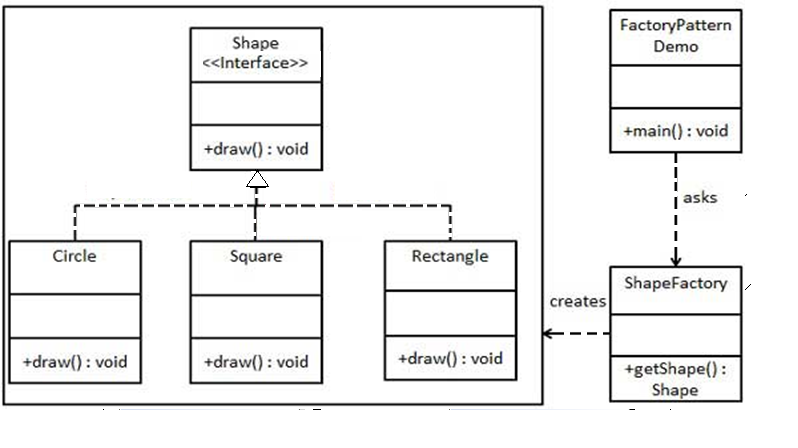 Shape
<<Interface>>
+draw() : void
Circle
+draw() : void
Square
+draw() : void
Rectangle
+draw() : void
FactoryPattern
Demo
+main() : void
asks
creates
ShapeFactory
+getShape() :
Shape